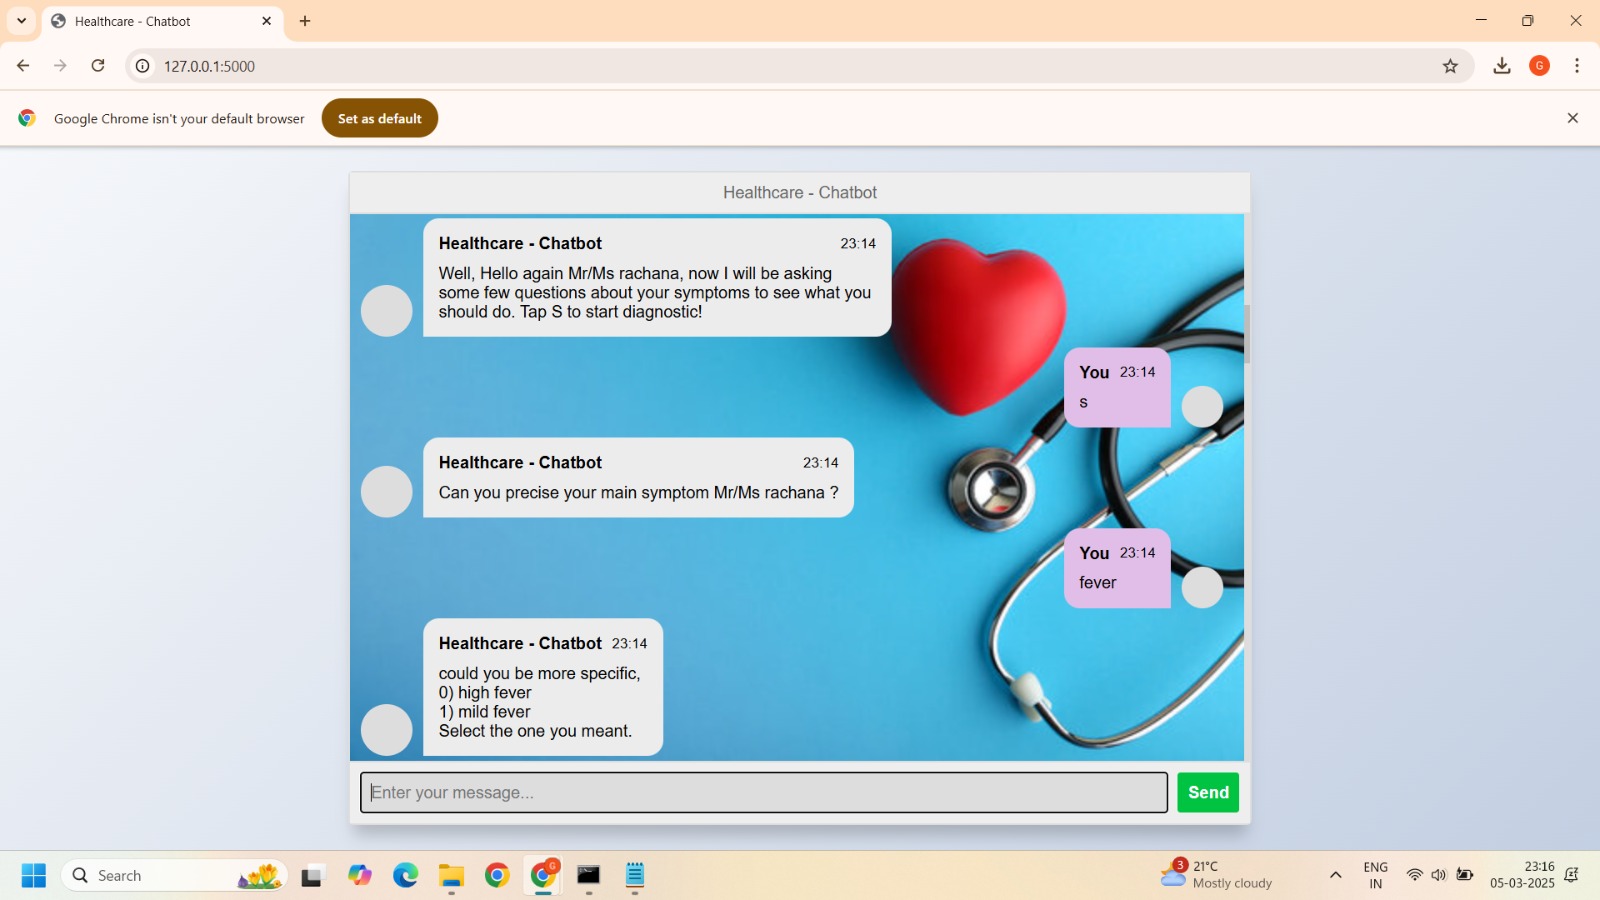 Healthcare - Chatbot
127.0.0.1:5000
G
Google Chrome isn't your default browser
Set as default
Healthcare - Chatbot
Healthcare - Chatbot 23:14
Well, Hello again Mr/Ms rachana, now I will be asking
some few questions about your symptoms to see what you
should do. Tap S to start diagnostic!
You 23:14
s
Healthcare - Chatbot 23:14
Can you precise your main symptom Mr/Ms rachana ?
You 23:14
fever
Healthcare - Chatbot 23:14
could you be more specific,
0) high fever
1) mild fever
Select the one you meant.
Enter your message...
Send
Search
G
3
21°C
Mostly cloudy
ENG
IN
23:16
05-03-2025